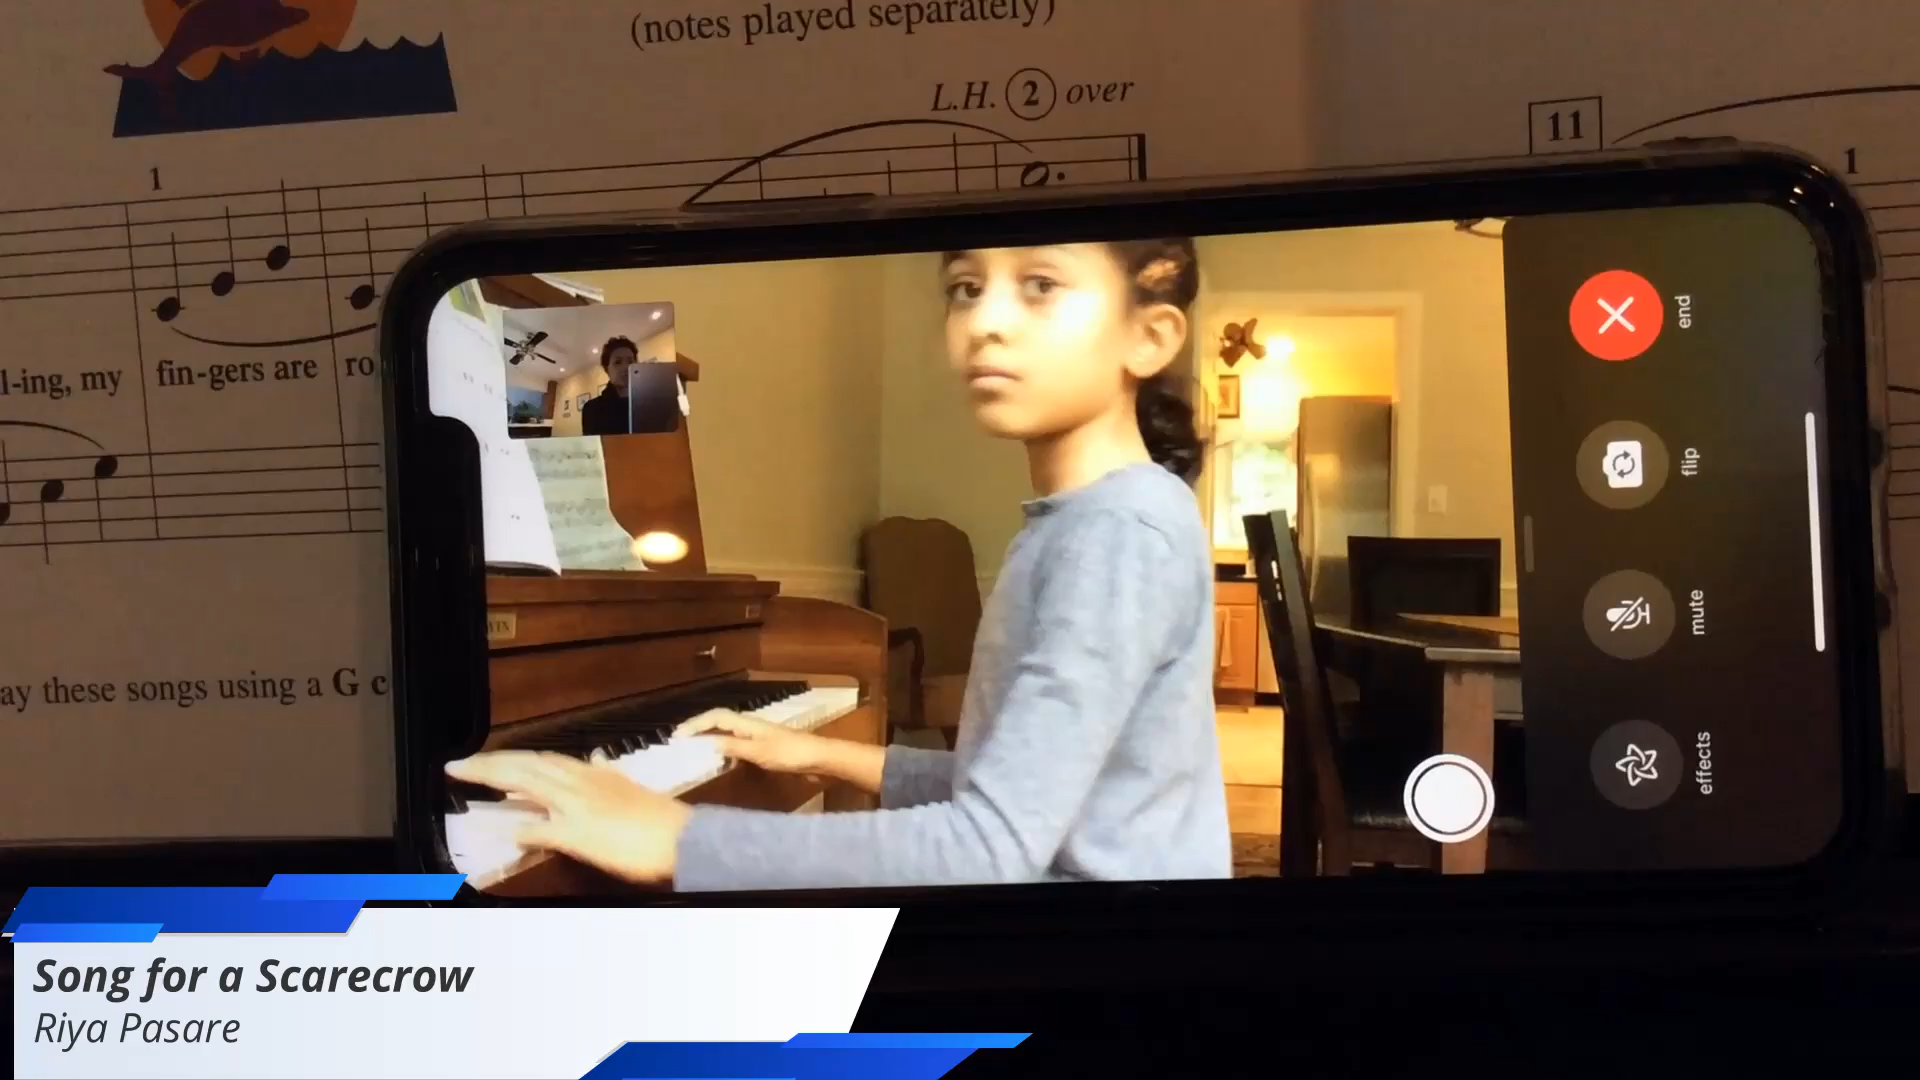 (notes played separately)
L.H. 2 over
11
1
1
l-ing, my fin-gers are ro
ay these songs using a G c
end
flip
mute
effects
Song for a Scarecrow
Riya Pasare